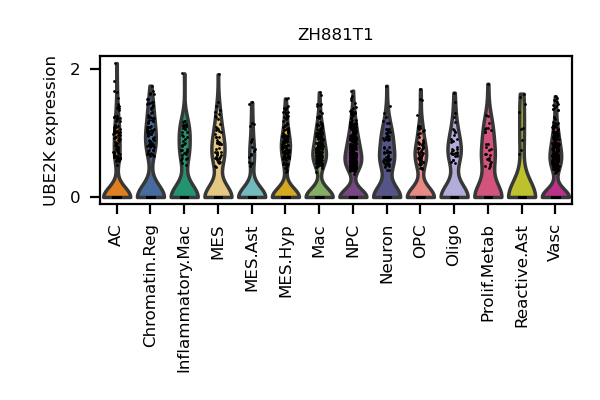 ZH881T1
UBE2K expression
2
0
AC
Chromatin.Reg
Inflammatory.Mac
MES
MES.Ast
MES.Hyp
Mac
NPC
Neuron
OPC
Oligo
Prolif.Metab
Reactive.Ast
Vasc